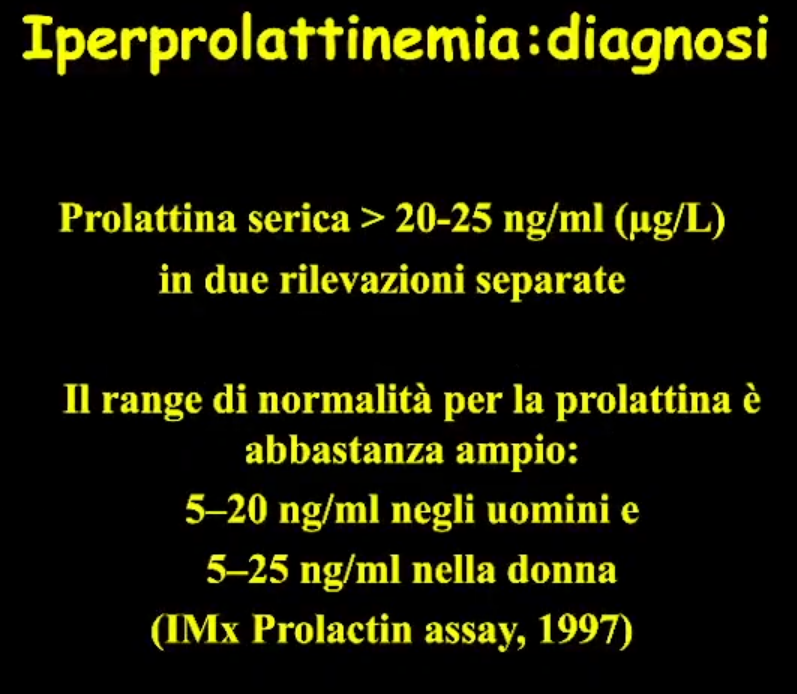 Iperprolattinemia:diagnosi
Prolattina serica > 20-25 ng/ml (µg/L)
in due rilevazioni separate
Il range di normalità per la prolattina è
abbastanza ampio:
5–20 ng/ml negli uomini e
5–25 ng/ml nella donna
(IMx Prolactin assay, 1997)